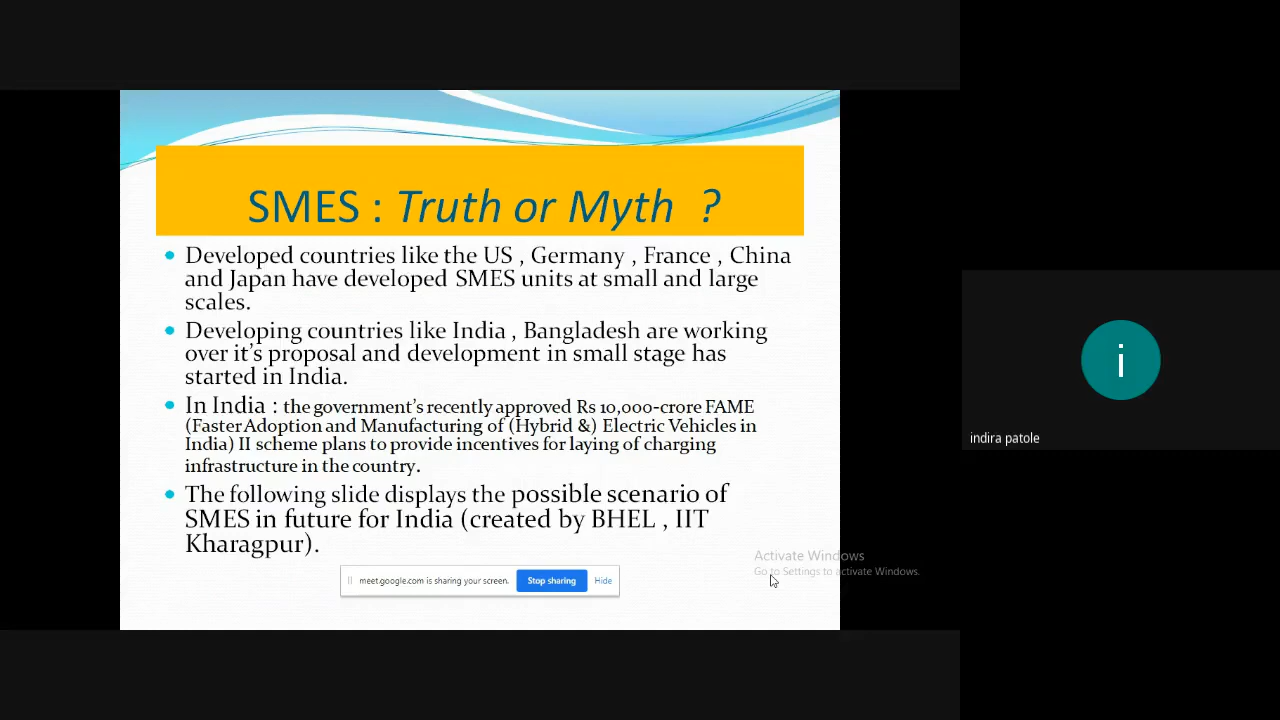 SMES : Truth or Myth ?
Developed countries like the US , Germany , France , China
and Japan have developed SMES units at small and large
scales.
Developing countries like India , Bangladesh are working
over it's proposal and development in small stage has
started in India.
In India : the government's recently approved Rs 10,000-crore FAME
(Faster Adoption and Manufacturing of (Hybrid &) Electric Vehicles in
India) II scheme plans to provide incentives for laying of charging
infrastructure in the country.
The following slide displays the possible scenario of
SMES in future for India (created by BHEL , IIT
Kharagpur).
Activate Windows
Go to Settings to activate Windows.
meet.google.com is sharing your screen. Stop sharing Hide
i
indira patole